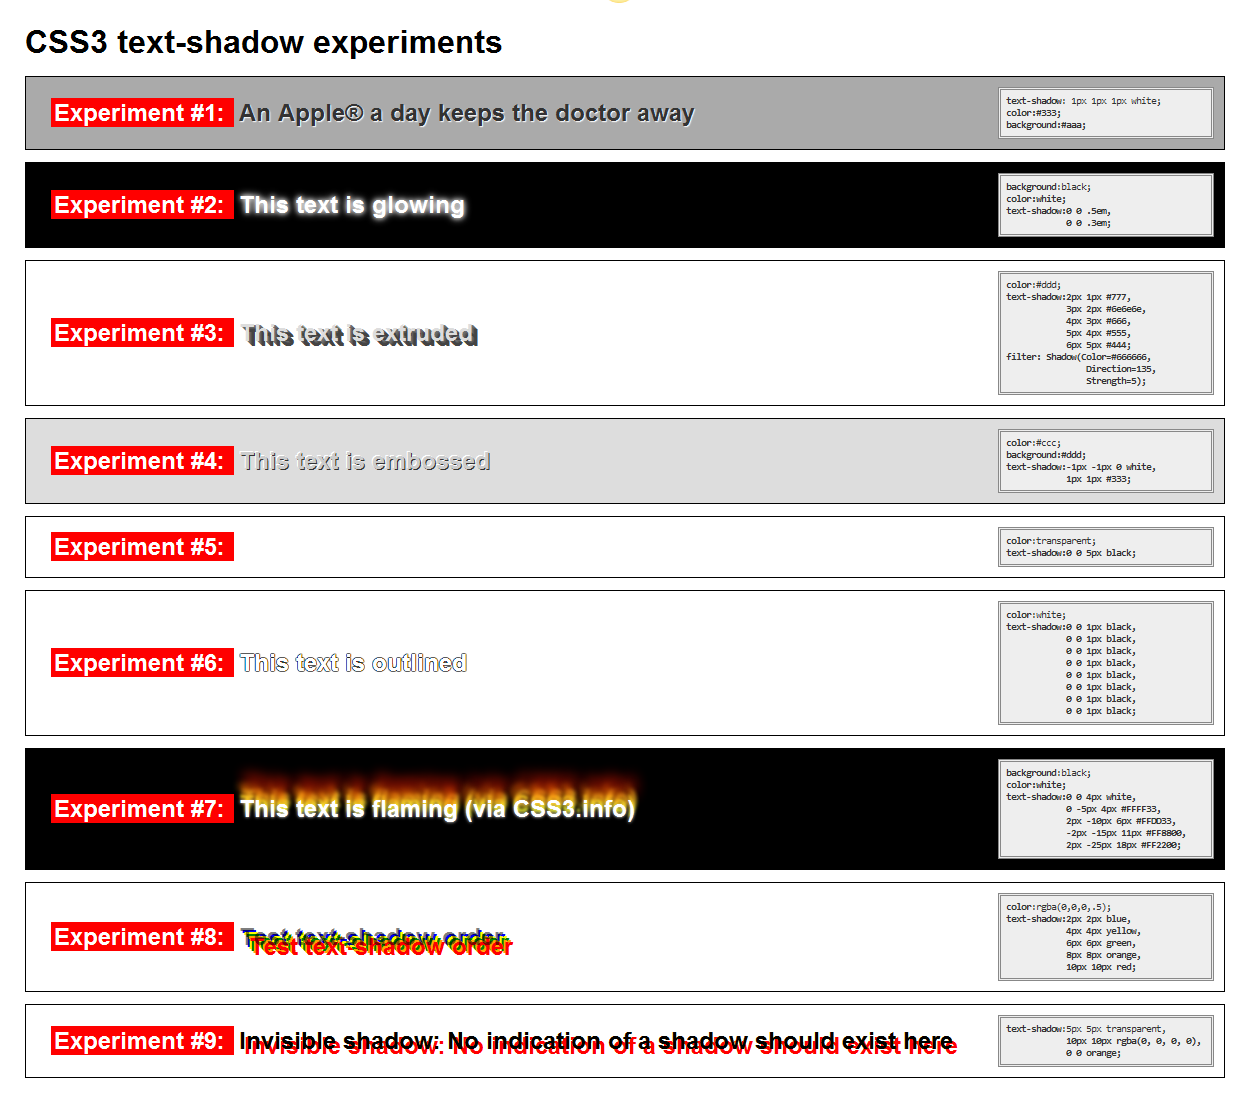 CSS3 text-shadow experiments
Experiment #1: An Apple® a day keeps the doctor away
text-shadow: 1px 1px 1px white;
color:#333;
background:#aaa;
Experiment #2: This text is glowing
background:black;
color:white;
text-shadow:0 0 .5em,
0 0 .3em;
Experiment #3: This text is extruded
color:#ddd;
text-shadow:2px 1px #777,
3px 2px #6e6e6e,
4px 3px #666,
5px 4px #555,
6px 5px #444;
filter: Shadow(Color=#666666,
Direction=135,
Strength=5);
Experiment #4: This text is embossed
color:#ccc;
background:#ddd;
text-shadow:-1px -1px 0 white,
1px 1px #333;
Experiment #5:
color:transparent;
text-shadow:0 0 5px black;
Experiment #6: This text is outlined
color:white;
text-shadow:0 0 1px black,
0 0 1px black,
0 0 1px black,
0 0 1px black,
0 0 1px black,
0 0 1px black,
0 0 1px black,
0 0 1px black;
Experiment #7: This text is flaming (via CSS3.info)
background:black;
color:white;
text-shadow:0 0 4px white,
0 -5px 4px #FFFF33,
2px -10px 6px #FFDD33,
-2px -15px 11px #FF8800,
2px -25px 18px #FF2200;
Experiment #8: Test text-shadow order
color:rgba(0,0,0,.5);
text-shadow:2px 2px blue,
4px 4px yellow,
6px 6px green,
8px 8px orange,
10px 10px red;
Experiment #9: Invisible shadow: No indication of a shadow should exist here
text-shadow:5px 5px transparent,
10px 10px rgba(0, 0, 0, 0),
0 0 orange;